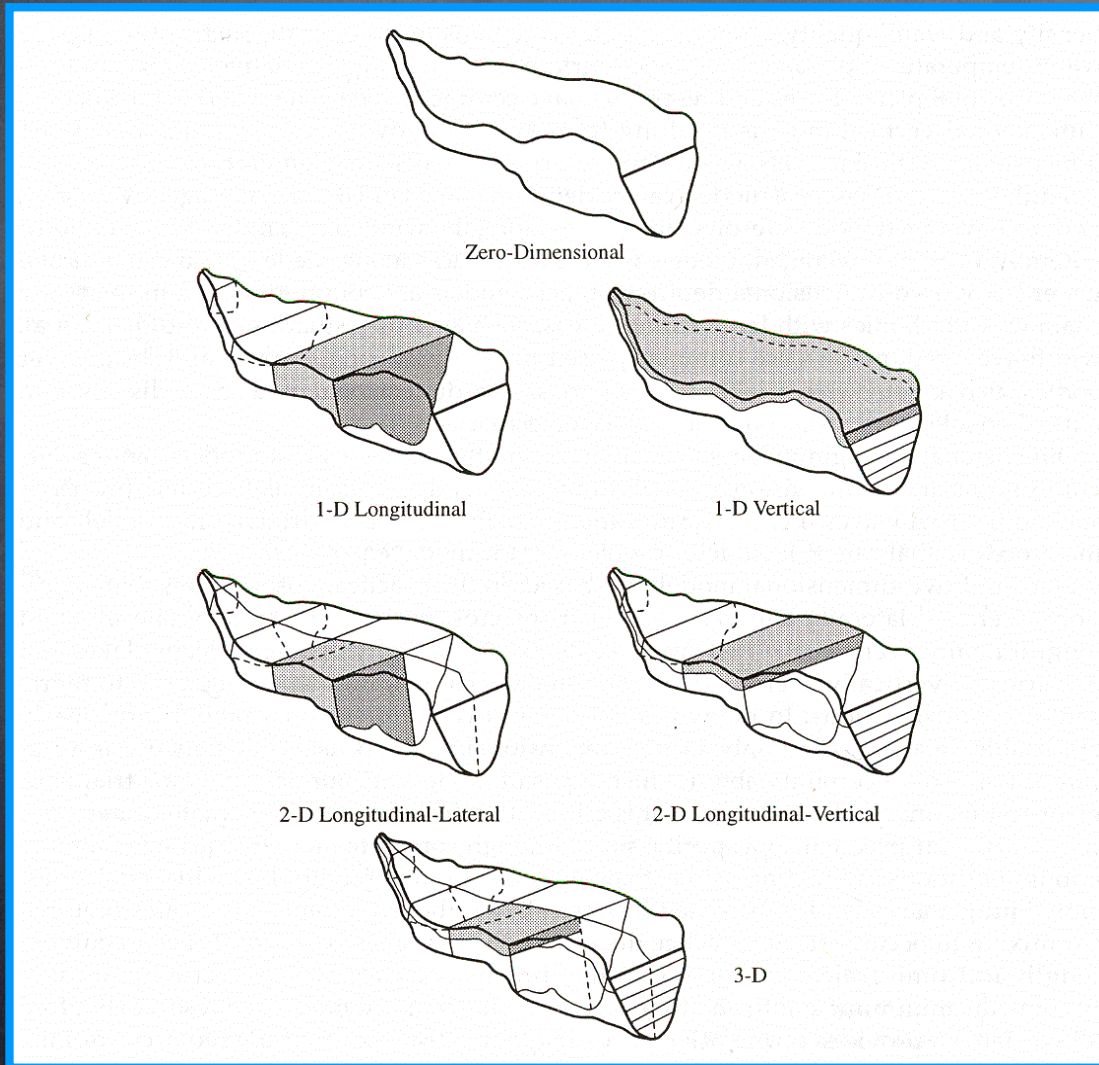 Zero-Dimensional
1-D Longitudinal
1-D Vertical
2-D Longitudinal-Lateral
2-D Longitudinal-Vertical
3-D